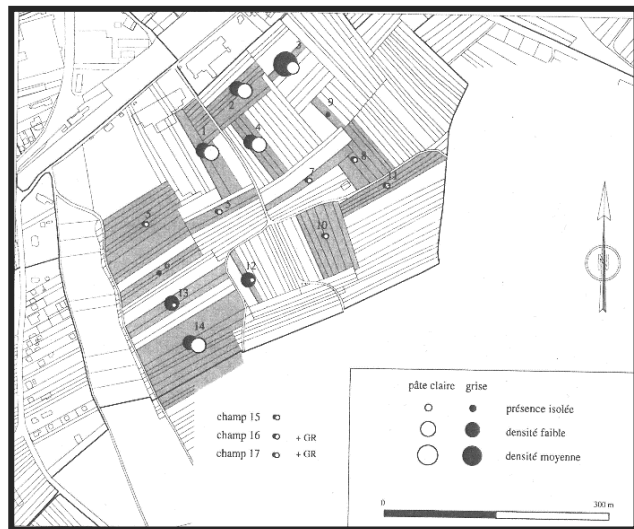 3
2
9
1
4
8
7
11
5
5
10
6
12
13
14
pâte claire grise
présence isolée
densité faible
densité moyenne
champ 15
champ 16 + GR
champ 17 + GR
0 300 m